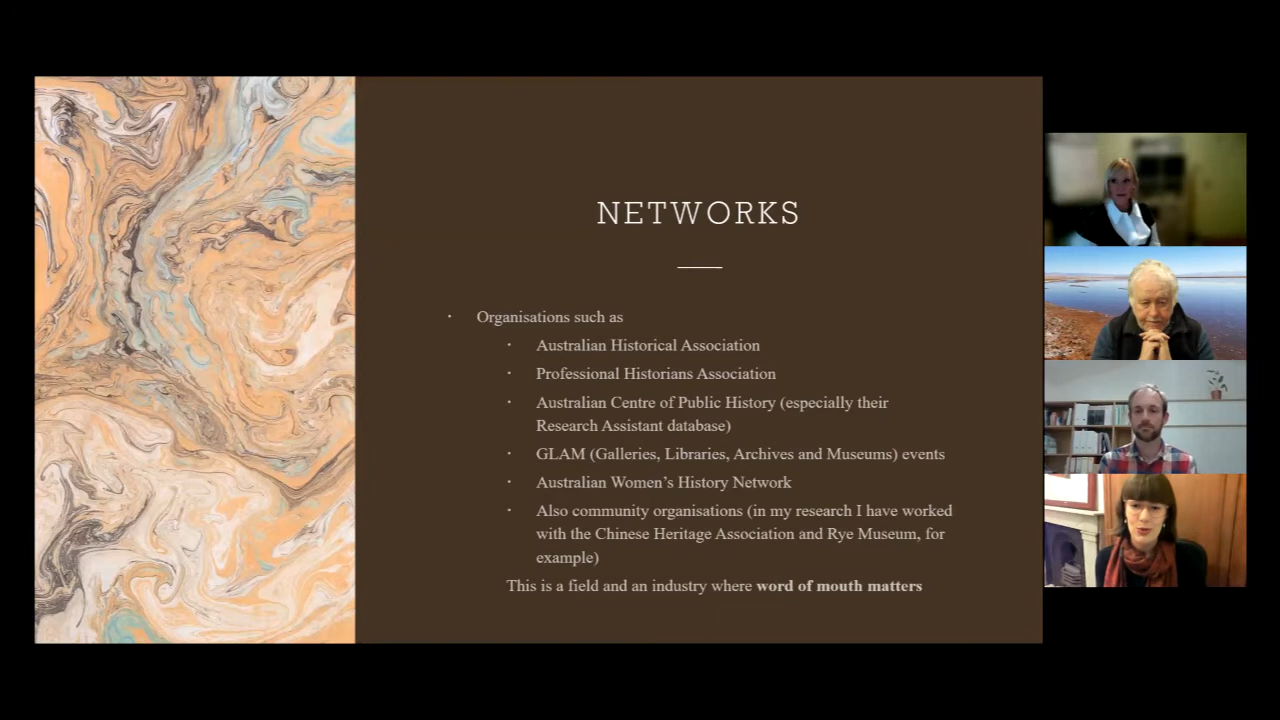 NETWORKS
· Organisations such as
· Australian Historical Association
· Professional Historians Association
· Australian Centre of Public History (especially their
Research Assistant database)
· GLAM (Galleries, Libraries, Archives and Museums) events
· Australian Women’s History Network
· Also community organisations (in my research I have worked
with the Chinese Heritage Association and Rye Museum, for
example)
This is a field and an industry where word of mouth matters